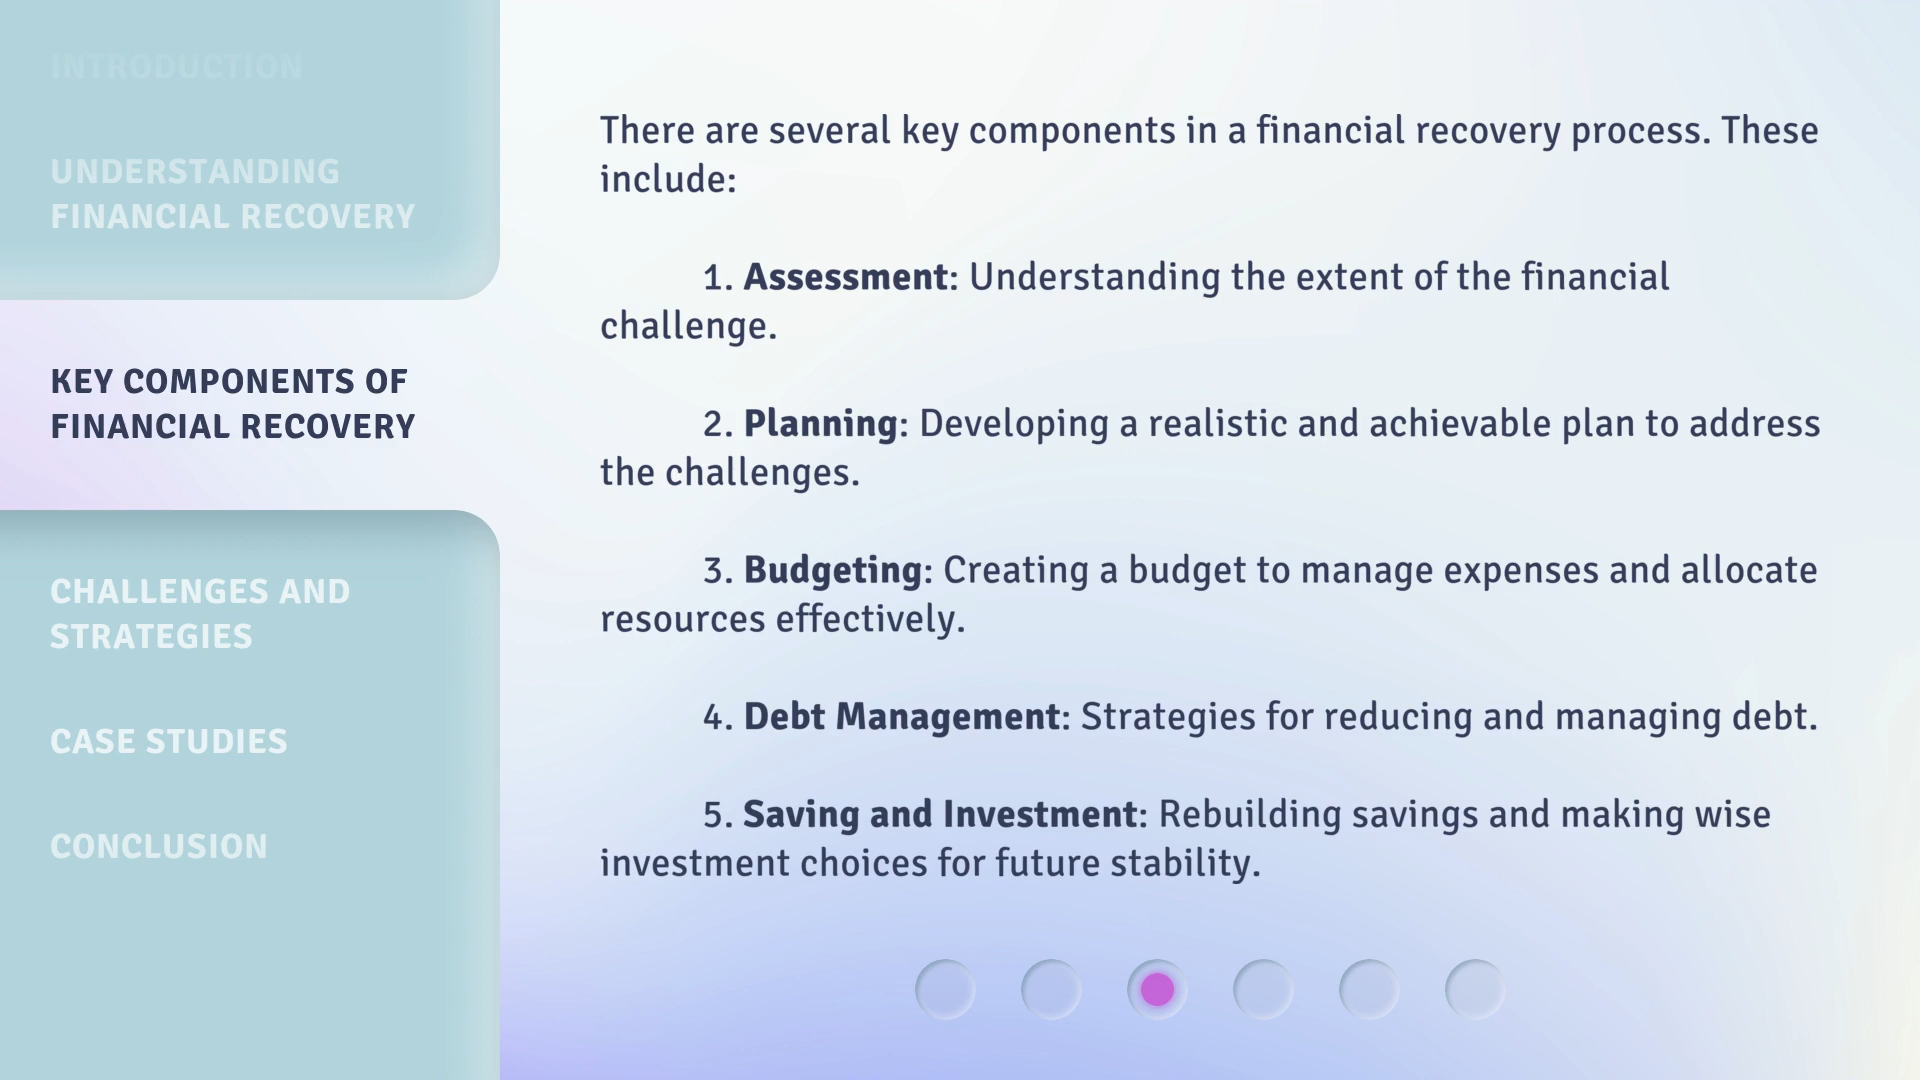 INTRODUCTION
UNDERSTANDING
FINANCIAL RECOVERY
KEY COMPONENTS OF
FINANCIAL RECOVERY
CHALLENGES AND
STRATEGIES
CASE STUDIES
CONCLUSION
There are several key components in a financial recovery process. These
include:
1. Assessment: Understanding the extent of the financial
challenge.
2. Planning: Developing a realistic and achievable plan to address
the challenges.
3. Budgeting: Creating a budget to manage expenses and allocate
resources effectively.
4. Debt Management: Strategies for reducing and managing debt.
5. Saving and Investment: Rebuilding savings and making wise
investment choices for future stability.